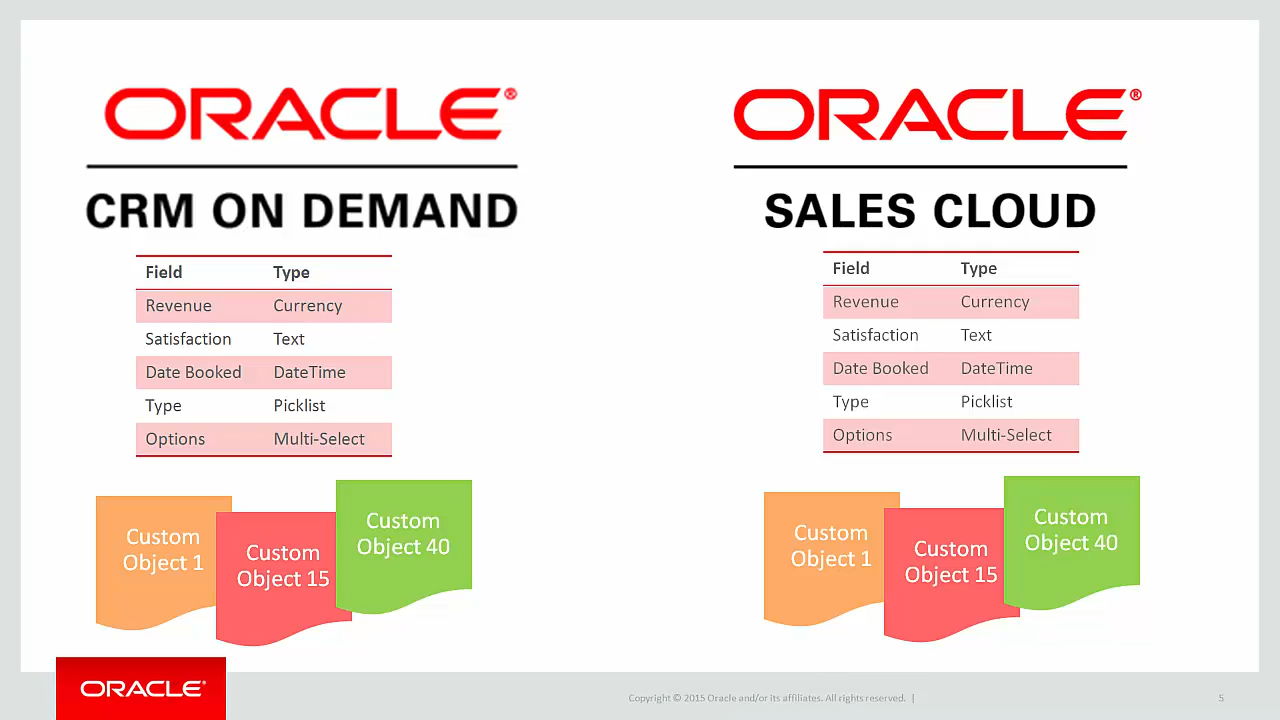 ORACLE®
CRM ON DEMAND
Field Type
Revenue Currency
Satisfaction Text
Date Booked DateTime
Type Picklist
Options Multi-Select
Custom
Object 1
Custom
Object 15
Custom
Object 40
ORACLE®
SALES CLOUD
Field Type
Revenue Currency
Satisfaction Text
Date Booked DateTime
Type Picklist
Options Multi-Select
Custom
Object 1
Custom
Object 15
Custom
Object 40
ORACLE®
Copyright © 2015 Oracle and/or its affiliates. All rights reserved. |
5